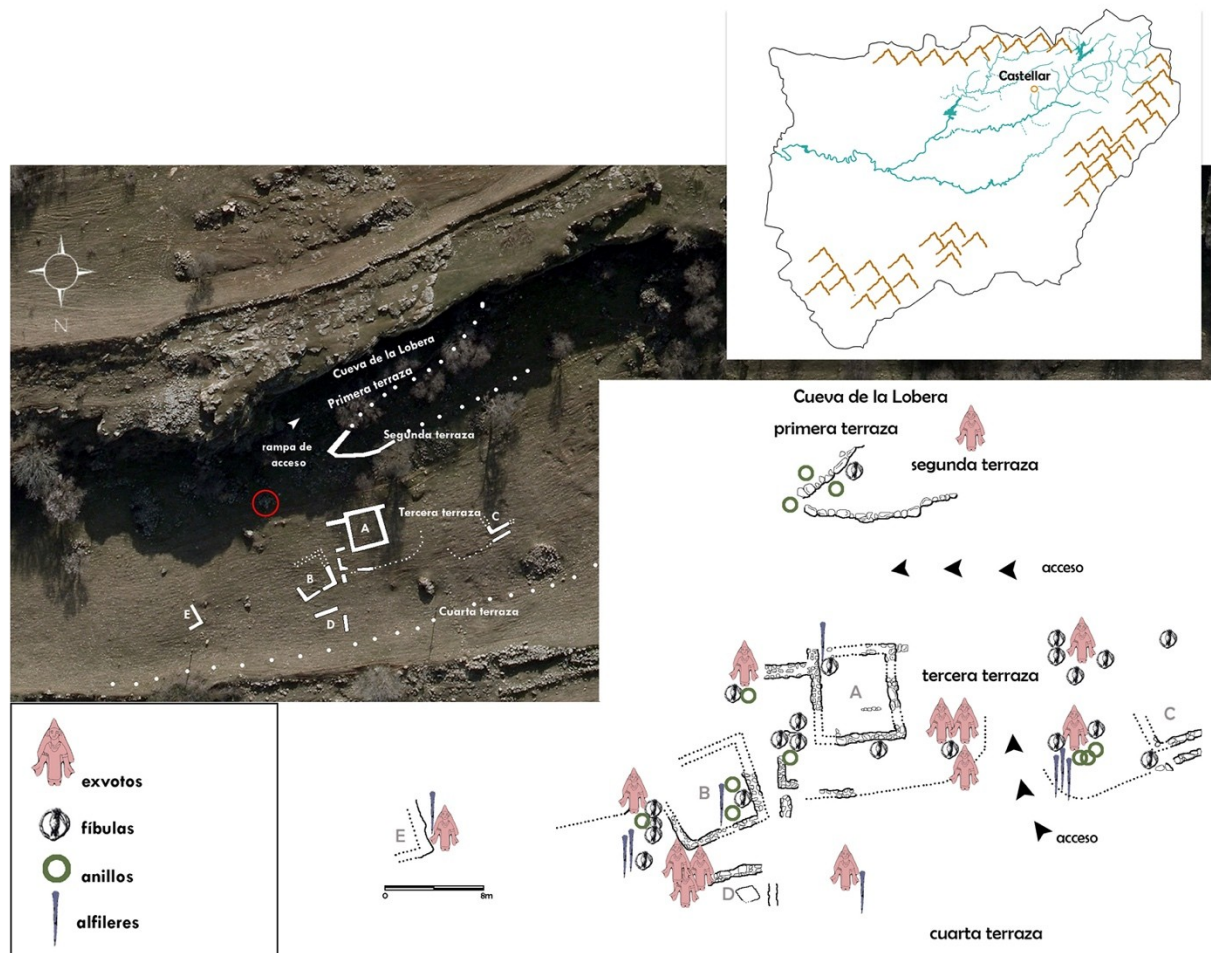 Castellar
N
Cueva de la Lobera
Primera terraza
rampa de
acceso
Segunda terraza
Tercera terraza
A
B
C
D
E
Cuarta terraza
Cueva de la Lobera
primera terraza
segunda terraza
acceso
tercera terraza
A
C
B
E
acceso
8m
D
cuarta terraza
exvotos
fíbulas
anillos
alfileres